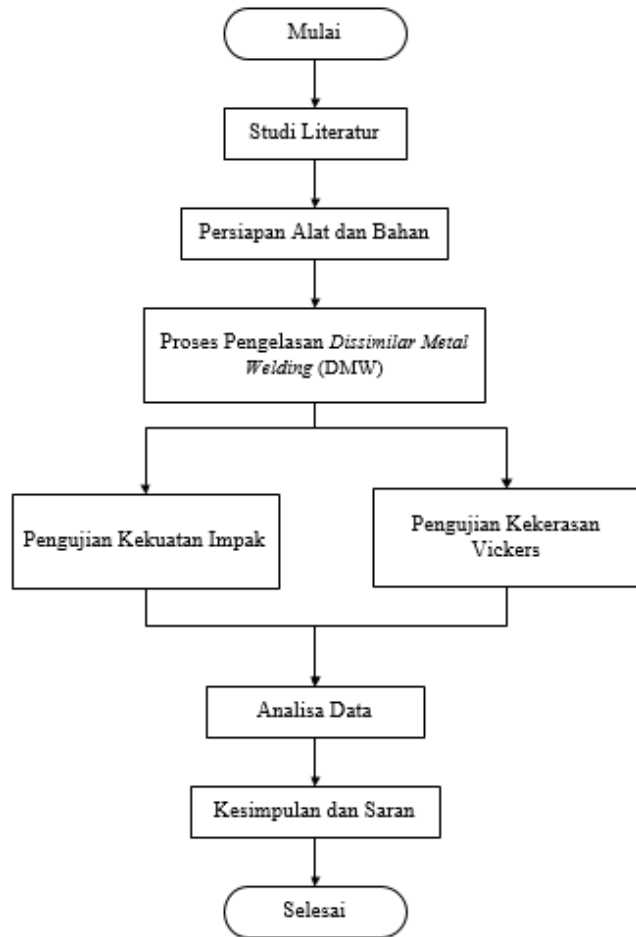 Mulai
Studi Literatur
Persiapan Alat dan Bahan
Proses Pengelasan Dissimilar Metal
Welding (DMW)
Pengujian Kekuatan Impak
Pengujian Kekerasan
Vickers
Analisa Data
Kesimpulan dan Saran
Selesai